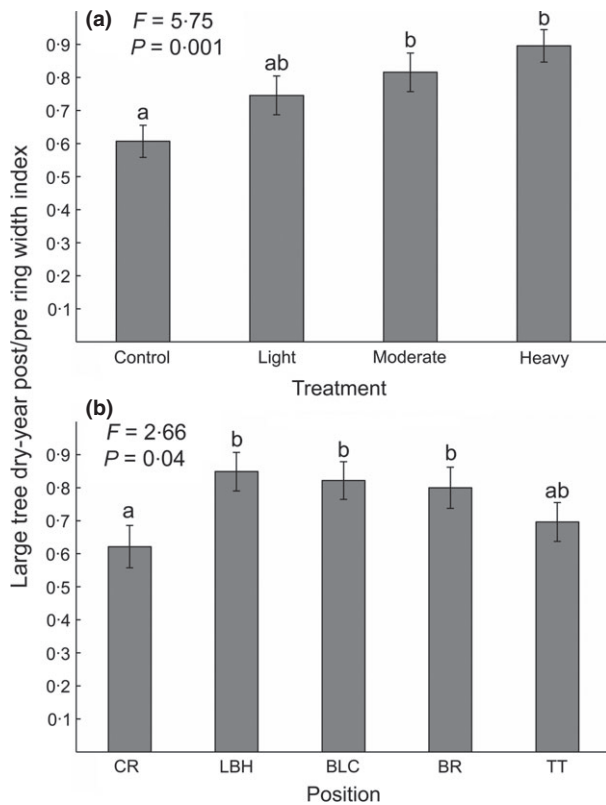 Large tree dry-year post/pre ring width index
(a)
F = 5·75
P = 0·001
0·9
0·8
0·7
0·6
0·5
0·4
0·3
0·2
0·1
a
ab
b
b
Control Light Moderate Heavy
Treatment
(b)
F = 2·66
P = 0·04
0·9
0·8
0·7
0·6
0·5
0·4
0·3
0·2
0·1
a
b
b
b
ab
CR LBH BLC BR TT
Position